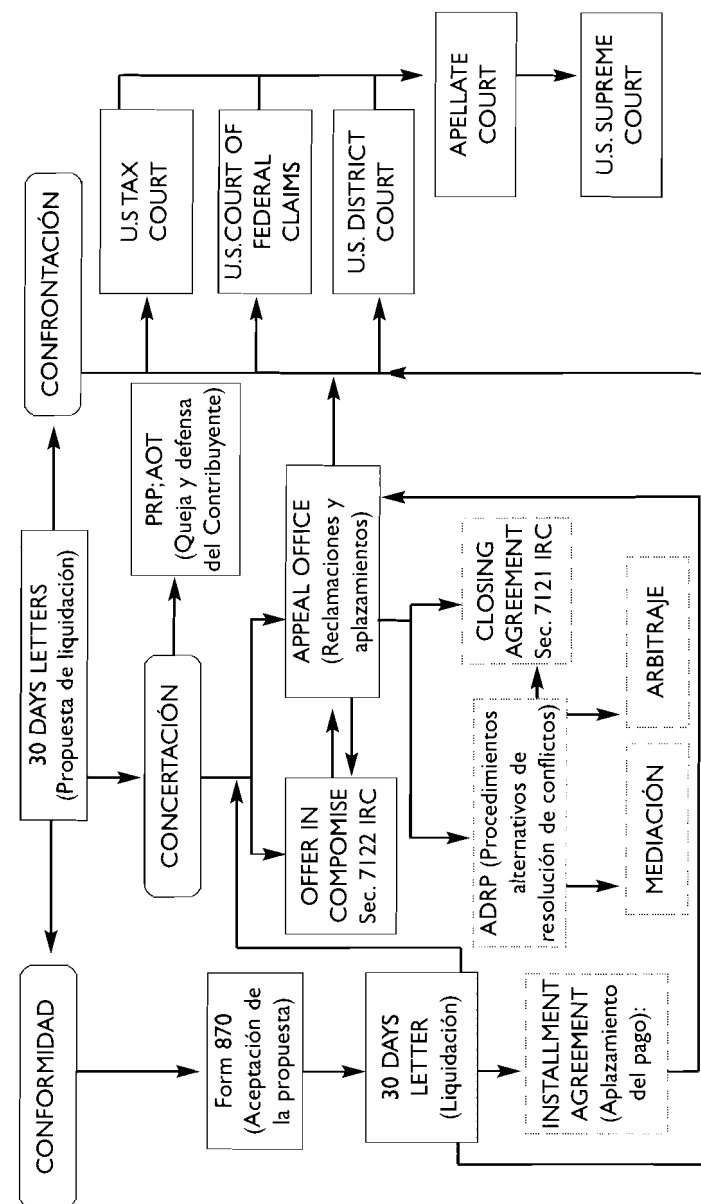 30 DAYS LETTERS
(Propuesta de liquidación)
CONFORMIDAD
CONCERTACIÓN
CONFRONTACIÓN
Form 870
(Aceptación de
la propuesta)
30 DAYS
LETTER
(Liquidación)
INSTALLMENT
AGREEMENT
(Aplazamiento
del pago):
PRP; AOT
(Queja y defensa
del Contribuyente)
OFFER IN
COMPOMISE
Sec. 7122 IRC
APPEAL OFFICE
(Reclamaciones y
aplazamientos)
ADRP (Procedimientos
alternativos de
resolución de conflictos)
CLOSING
AGREEMENT
Sec. 7121 IRC
MEDIACIÓN
ARBITRAJE
U.S TAX
COURT
U.S. COURT OF
FEDERAL
CLAIMS
U.S. DISTRICT
COURT
APELLATE
COURT
U.S. SUPREME
COURT